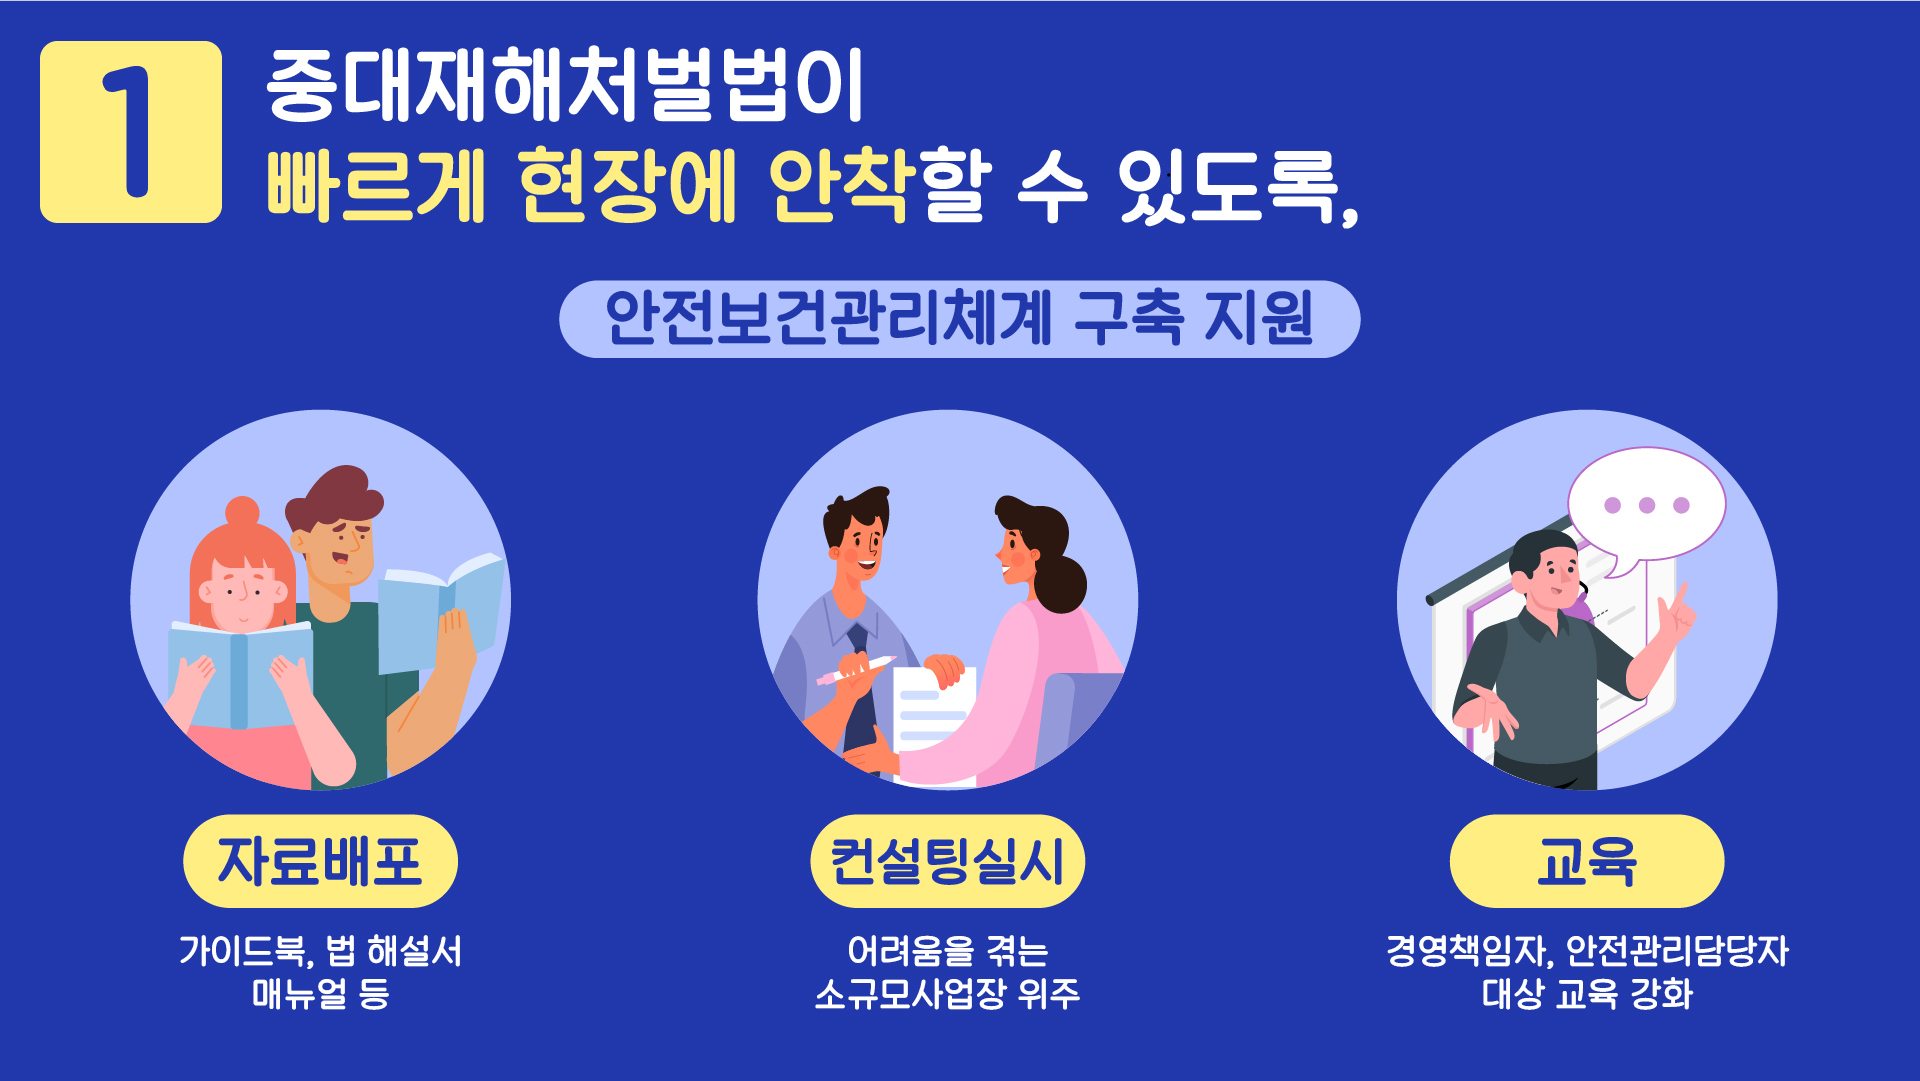 1
중대재해처벌법이
빠르게 현장에 안착할 수 있도록,
안전보건관리체계 구축 지원
자료배포
가이드북, 법 해설서
매뉴얼 등
컨설팅실시
어려움을 겪는
소규모사업장 위주
교육
경영책임자, 안전관리담당자
대상 교육 강화